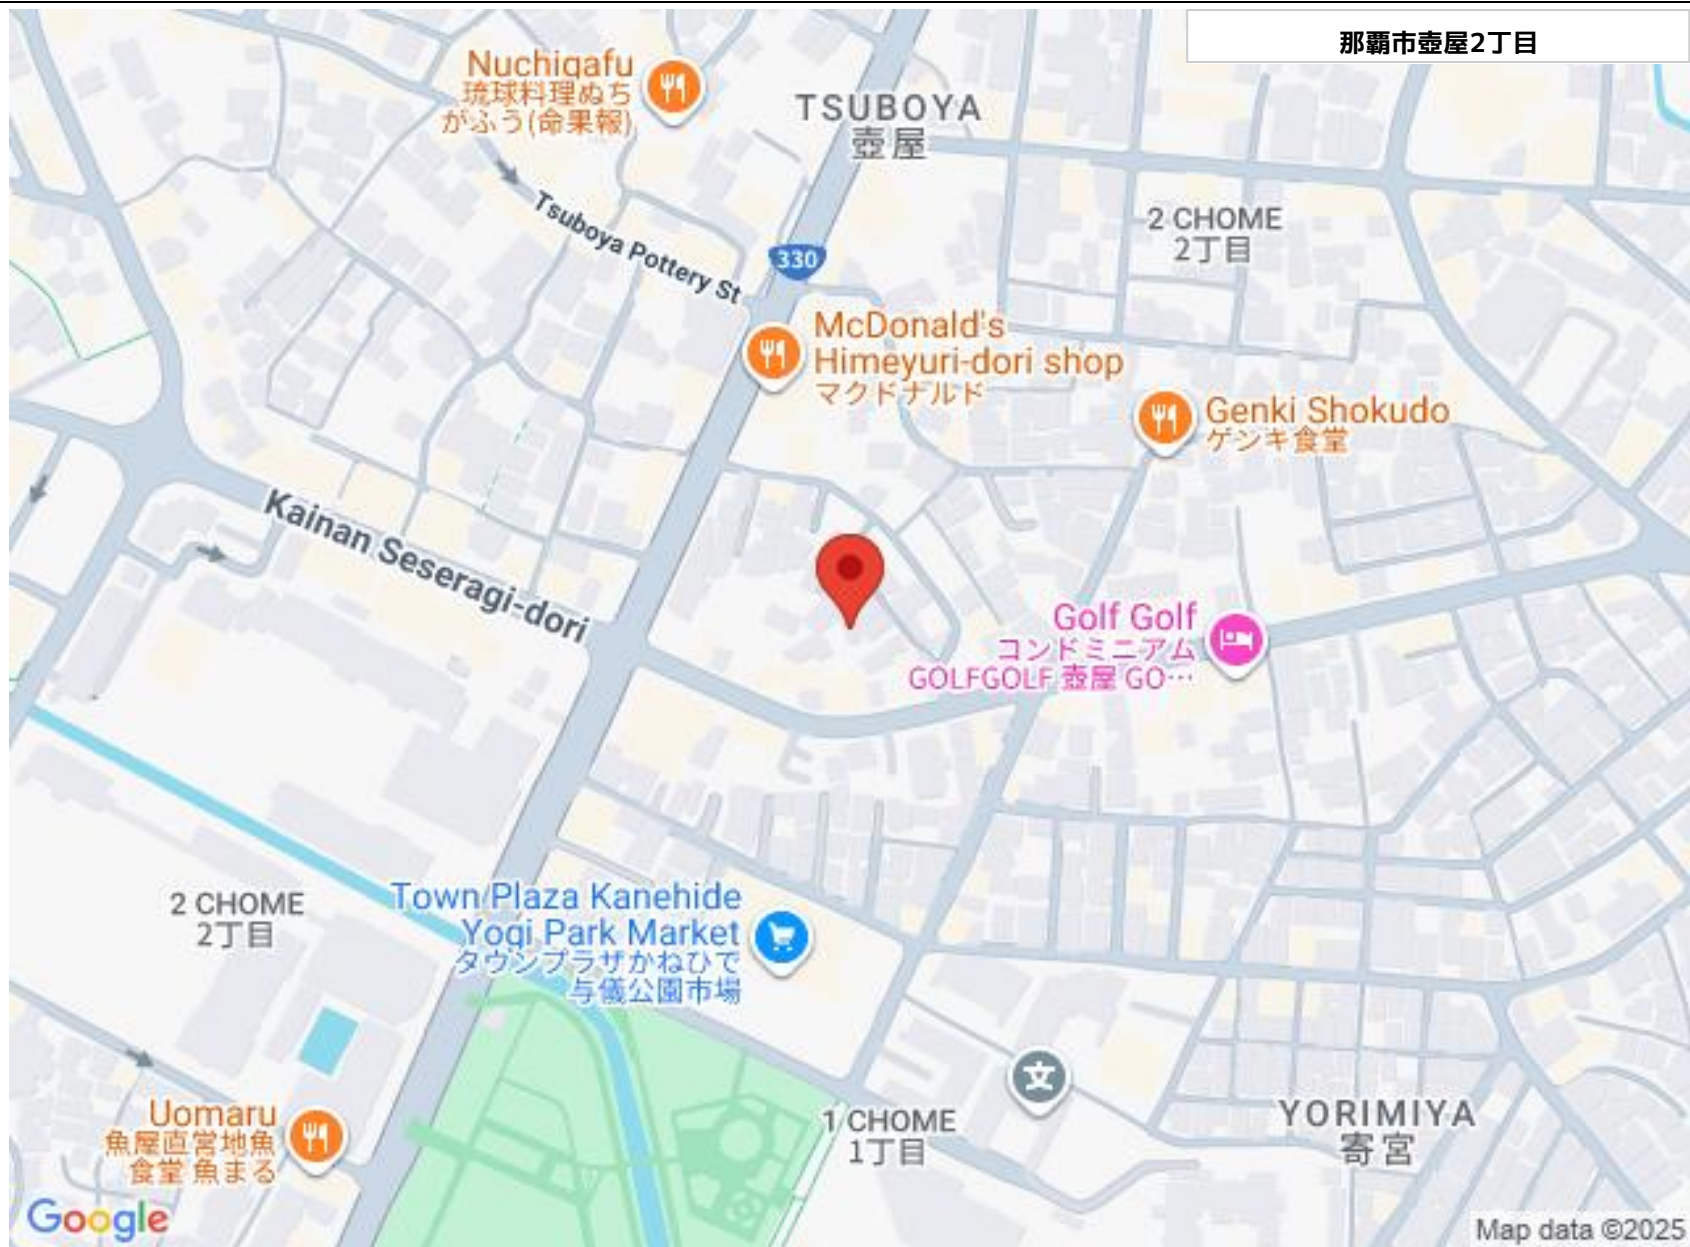 那覇市壺屋2丁目
Nuchigafu
琉球料理ぬち
がふう(命果報)
TSUBOYA
壺屋
2 CHOME
2丁目
Tsuboya Pottery St
330
McDonald's
Himeyuri-dori shop
マクドナルド
Genki Shokudo
ゲンキ食堂
Kainan Seseragi-dori
Golf Golf
コンドミニアム
GOLFGOLF 壺屋 GO…
2 CHOME
2丁目
Town Plaza Kanehide
Yogi Park Market
タウンプラザかねひで
与儀公園市場
文
Uomaru
魚屋直営地魚
食堂 魚まる
1 CHOME
1丁目
YORIMIYA
寄宮
Google
Map data ©2025